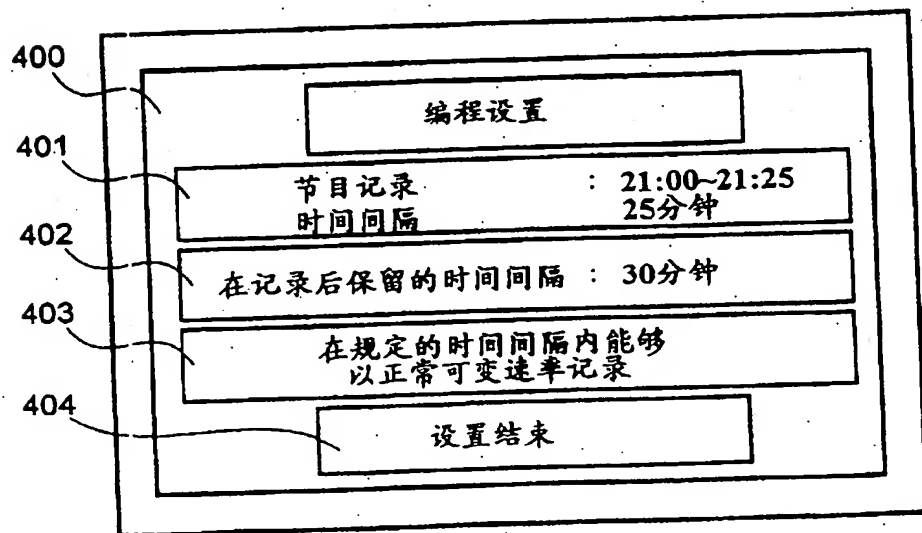 400
编程设置
401
节目记录 : 21:00~21:25
时间间隔 25分钟
402
在记录后保留的时间间隔 : 30分钟
403
在规定的时间间隔内能够
以正常可变速率记录
404
设置结束